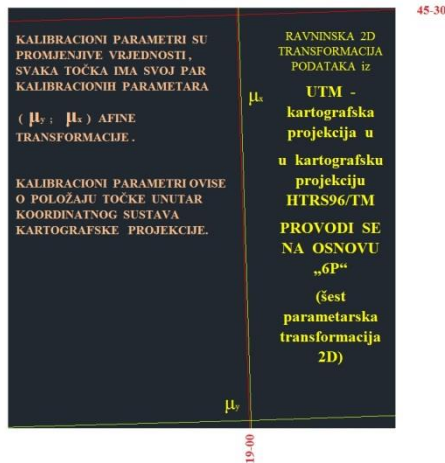 45-30
KALIBRACIONI PARAMETRI SU
PROMJENJIVE VRJEDNOSTI ,
SVAKA TOČKA IMA SVOJ PAR
KALIBRACIONIH PARAMETARA
( μy ; μx ) AFINE
TRANSFORMACIJE .
KALIBRACIONI PARAMETRI OVISE
O POLOŽAJU TOČKE UNUTAR
KOORDINATNOG SUSTAVA
KARTOGRAFSKE PROJEKCIJE.
μx
μy
RAVNINSKA 2D
TRANSFORMACIJA
PODATAKA iz
UTM -
kartografska
projekcija u
u kartografsku
projekciju
HTRS96/TM
PROVODI SE
NA OSNOVU
„6P“
(šest
parametarska
transformacija
2D)
19-00